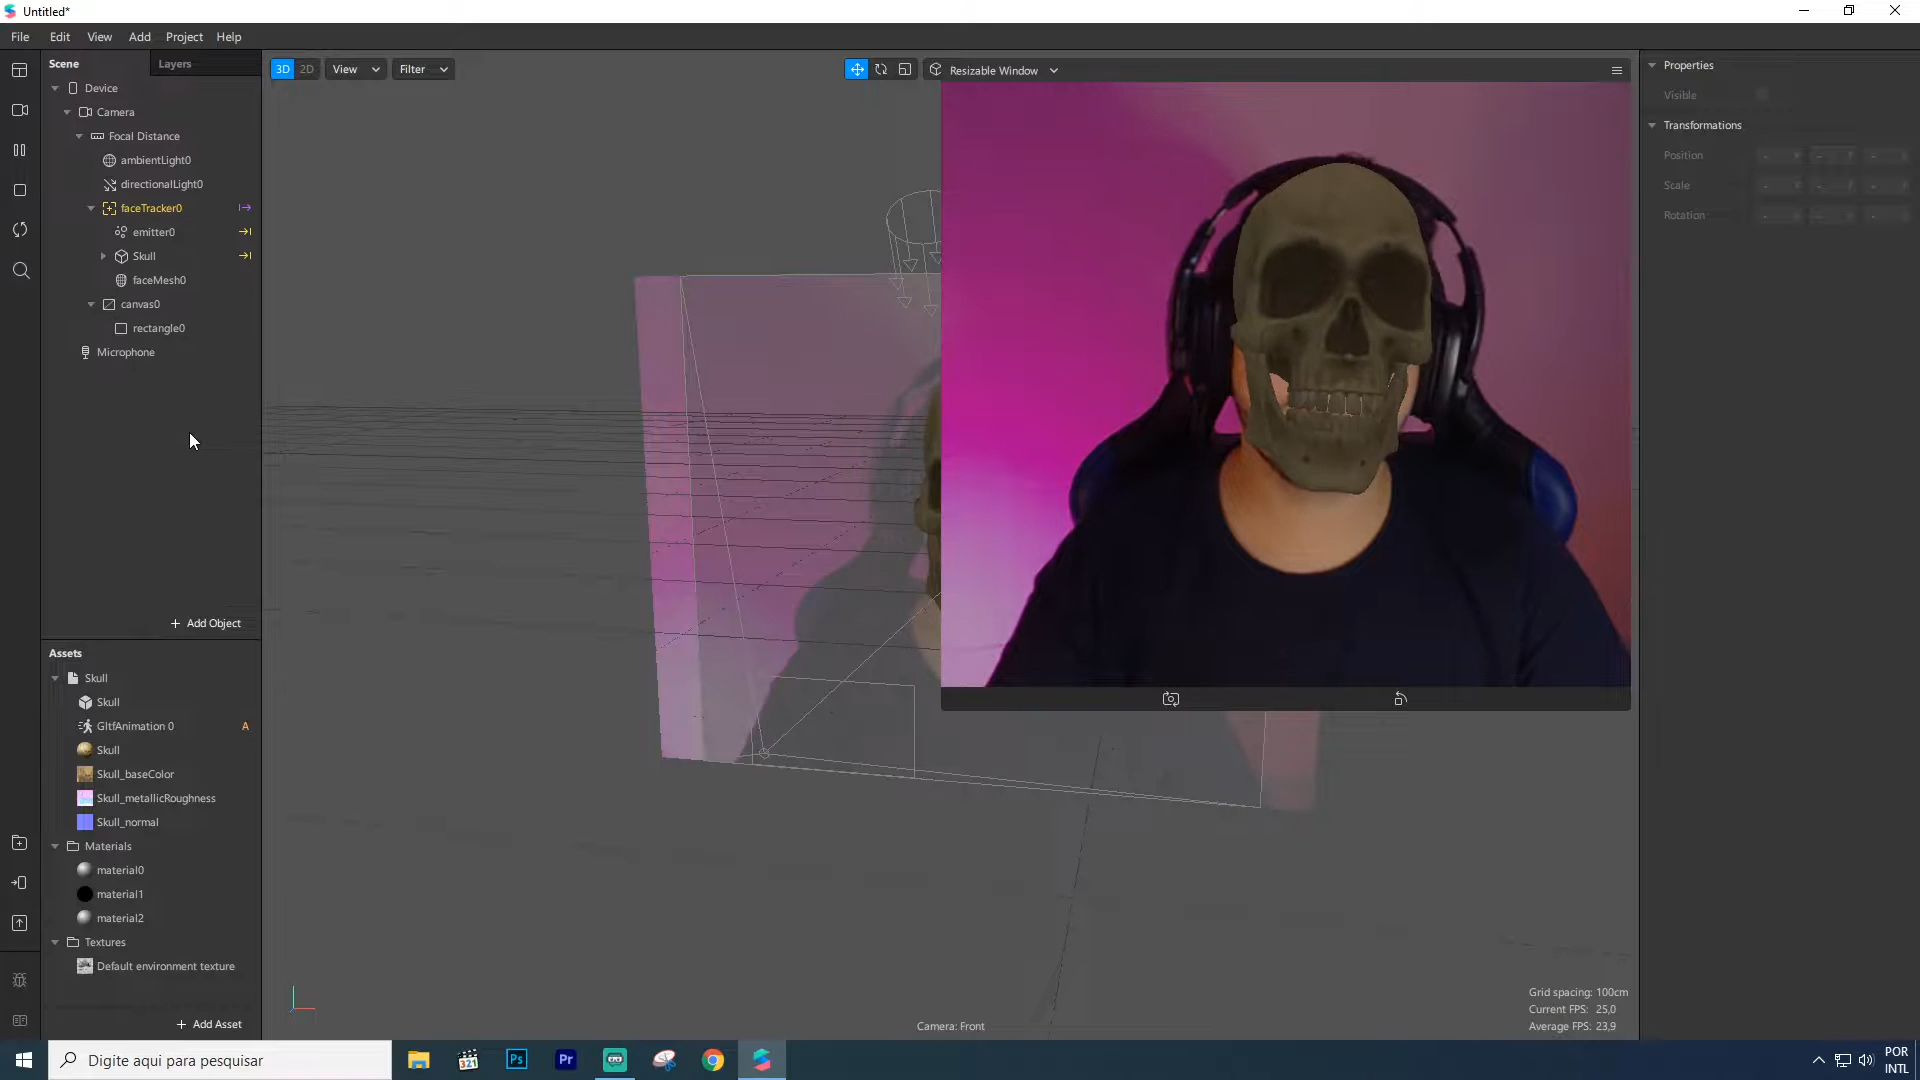 Untitled*
File Edit View Add Project Help
Scene Layers
3D 2D View Filter
Resizable Window
Properties
Visible
Transformations
Position
Scale
Rotation
Device
Camera
Focal Distance
ambientLight0
directionalLight0
faceTracker0
emitter0
Skull
faceMesh0
canvas0
rectangle0
Microphone
+ Add Object
Assets
Skull
Skull
GltfAnimation 0 A
Skull
Skull_baseColor
Skull_metallicRoughness
Skull_normal
Materials
material0
material1
material2
Textures
Default environment texture
+ Add Asset
Camera: Front
Grid spacing: 100cm
Current FPS: 25,0
Average FPS: 23,9
Digite aqui para pesquisar
321
Ps
Pr
POR
INTL